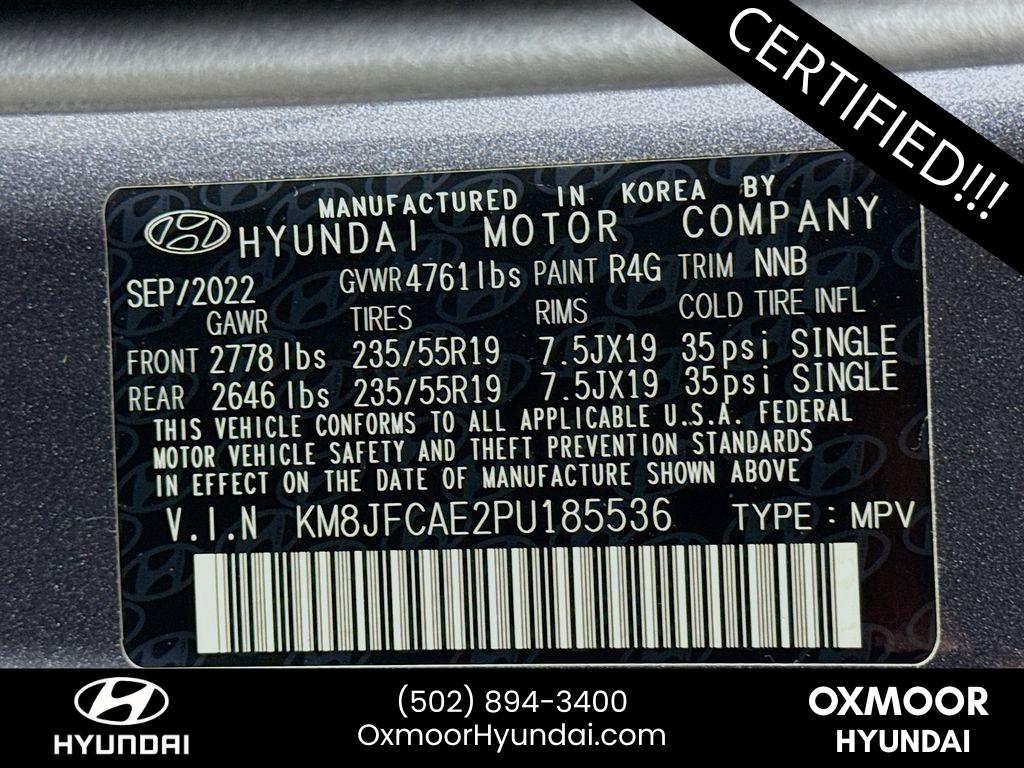 CERTIFIED!!!
MANUFACTURED IN KOREA BY
HYUNDAI MOTOR COMPANY
SEP/2022 GVWR 4761lbs PAINT R4G TRIM NNB
GAWR TIRES RIMS COLD TIRE INFL
FRONT 2778 lbs 235/55R19 7.5JX19 35psi SINGLE
REAR 2646 lbs 235/55R19 7.5JX19 35psi SINGLE
THIS VEHICLE CONFORMS TO ALL APPLICABLE U.S.A. FEDERAL
MOTOR VEHICLE SAFETY AND THEFT PREVENTION STANDARDS
IN EFFECT ON THE DATE OF MANUFACTURE SHOWN ABOVE
V.I.N KM8JFCAE2PU185536 TYPE : MPV
HYUNDAI
(502) 894-3400
OxmoorHyundai.com
OXMOOR
HYUNDAI